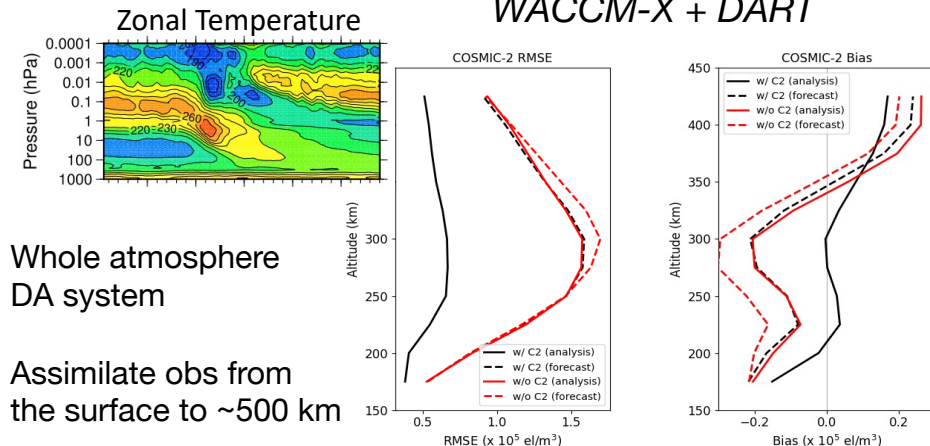 WACCM-X + DART
Zonal Temperature
Pressure (hPa)
0.0001
0.001
0.01
0.1
1
10
100
1000
220
200
260
220
230
COSMIC-2 RMSE
Altitude (km)
300
250
200
150
w/ C2 (analysis)
w/ C2 (forecast)
w/o C2 (analysis)
w/o C2 (forecast)
0.5
1.0
1.5
RMSE (x 10⁵ el/m³)
COSMIC-2 Bias
Altitude (km)
450
400
350
300
250
200
150
w/ C2 (analysis)
w/ C2 (forecast)
w/o C2 (analysis)
w/o C2 (forecast)
−0.2
0.0
0.2
Bias (x 10⁵ el/m³)
Whole atmosphere
DA system
Assimilate obs from
the surface to ~500 km